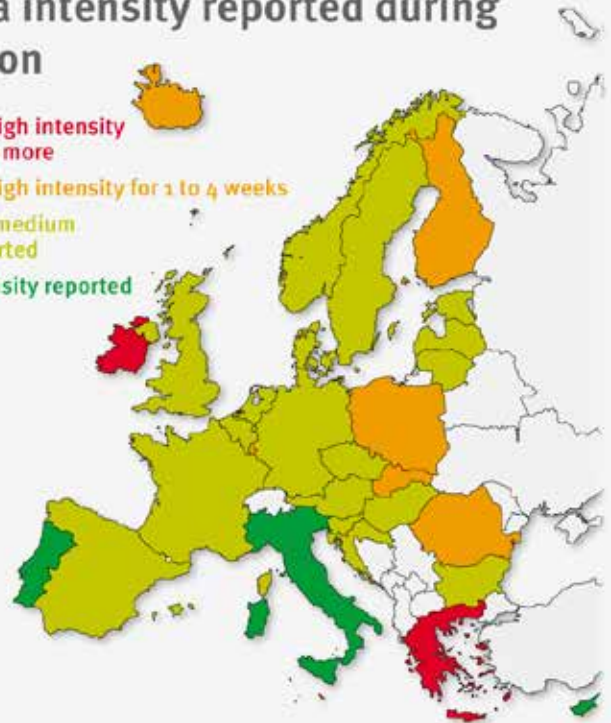 a intensity reported during
on
igh intensity
more
igh intensity for 1 to 4 weeks
medium
rted
sity reported